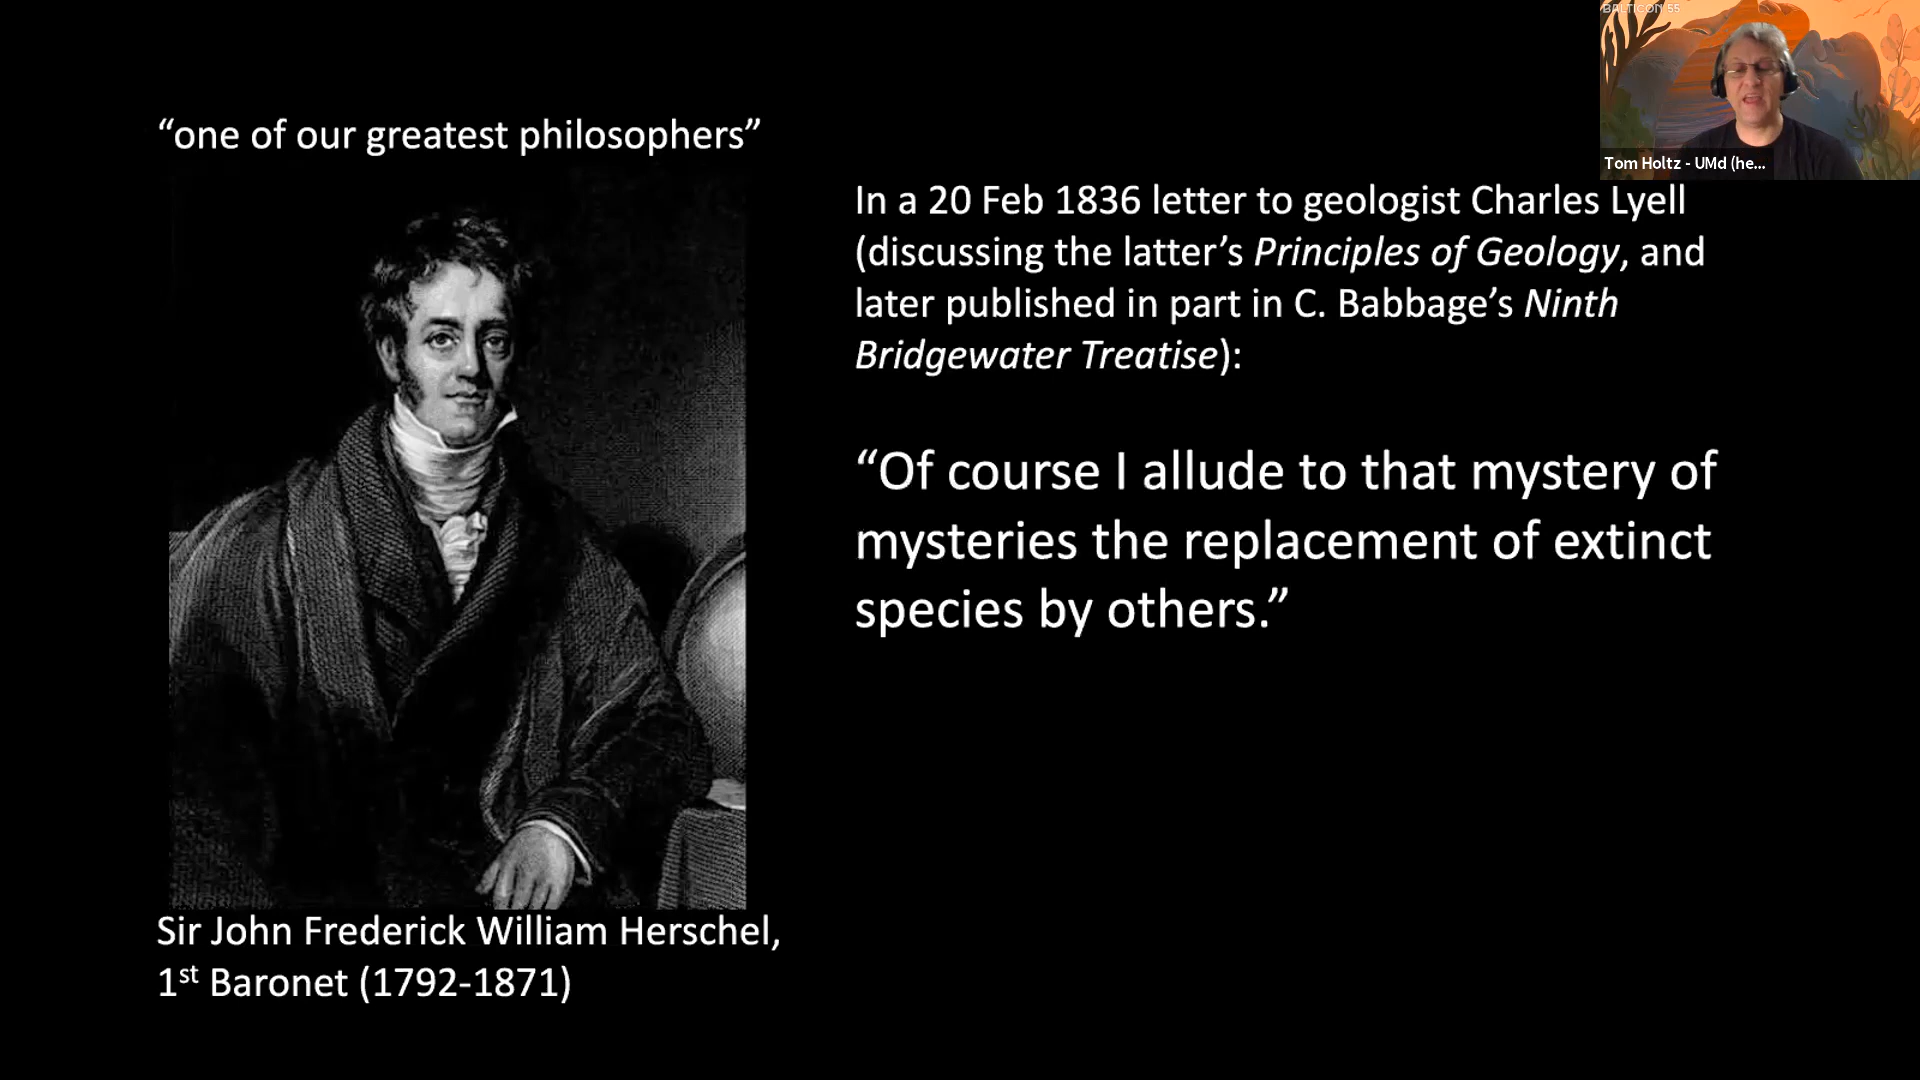 BALTICON 55
Tom Holtz - UMd (he...
“one of our greatest philosophers”
In a 20 Feb 1836 letter to geologist Charles Lyell
(discussing the latter’s Principles of Geology, and
later published in part in C. Babbage’s Ninth
Bridgewater Treatise):
“Of course I allude to that mystery of
mysteries the replacement of extinct
species by others.”
Sir John Frederick William Herschel,
1st Baronet (1792-1871)